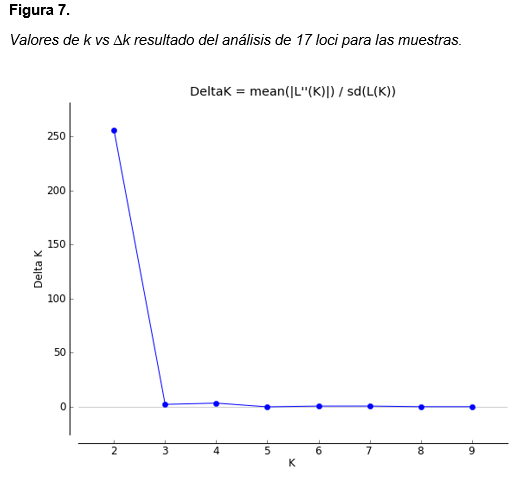 Figura 7.
Valores de k vs Δk resultado del análisis de 17 loci para las muestras.
DeltaK = mean(|L''(K)|) / sd(L(K))
250
200
150
100
50
0
Delta K
2 3 4 5 6 7 8 9
K